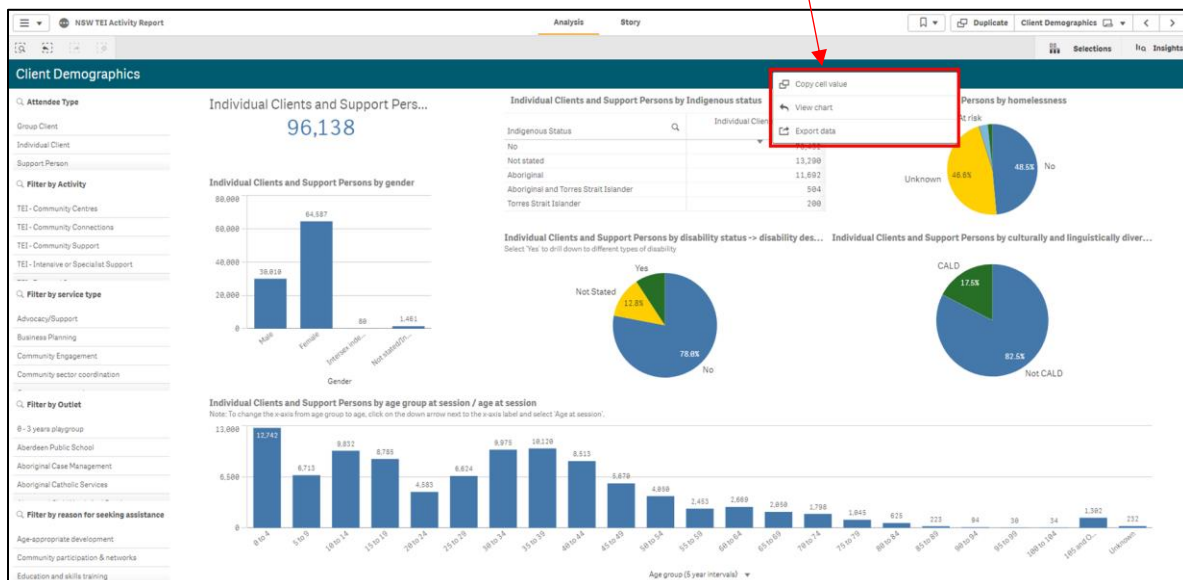 NSW TEI Activity Report
Analysis
Story
Duplicate
Client Demographics
Selections
Insights
Client Demographics
Attendee Type
Group Client
Individual Client
Support Person
Filter by Activity
TEI - Community Centres
TEI - Community Connections
TEI - Community Support
TEI - Intensive or Specialist Support
Filter by service type
Advocacy/Support
Business Planning
Community Engagement
Community sector coordination
Filter by Outlet
0 - 3 years playgroup
Aberdeen Public School
Aboriginal Case Management
Aboriginal Catholic Services
Filter by reason for seeking assistance
Age-appropriate development
Community participation & networks
Education and skills training
Individual Clients and Support Pers...
96,138
Individual Clients and Support Persons by gender
80,000
60,000
40,000
20,000
0
30,010
64,587
80
1,461
Male
Female
Intersex inde...
Not stated/In...
Gender
Individual Clients and Support Persons by Indigenous status
Indigenous Status
Individual Clien
No
Not stated
13,290
Aboriginal
11,692
Aboriginal and Torres Strait Islander
504
Torres Strait Islander
200
Copy cell value
View chart
Export data
Persons by homelessness
At risk
Unknown
46.6%
48.5%
No
Individual Clients and Support Persons by disability status -> disability des...
Select 'Yes' to drill down to different types of disability
Yes
Not Stated
12.8%
78.0%
No
Individual Clients and Support Persons by culturally and linguistically diver...
CALD
17.5%
82.5%
Not CALD
Individual Clients and Support Persons by age group at session / age at session
Note: To change the x-axis from age group to age, click on the down arrow next to the x-axis label and select 'Age at session'.
13,000
6,500
0
12,742
6,713
9,832
8,785
4,583
6,624
9,975
10,120
8,513
5,670
4,050
2,453
2,669
2,050
1,798
1,045
625
223
94
30
34
1,302
232
0 to 4
5 to 9
10 to 14
15 to 19
20 to 24
25 to 29
30 to 34
35 to 39
40 to 44
45 to 49
50 to 54
55 to 59
60 to 64
65 to 69
70 to 74
75 to 79
80 to 84
85 to 89
90 to 94
95 to 99
100 to 104
105 and O...
Unknown
Age group (5 year intervals)